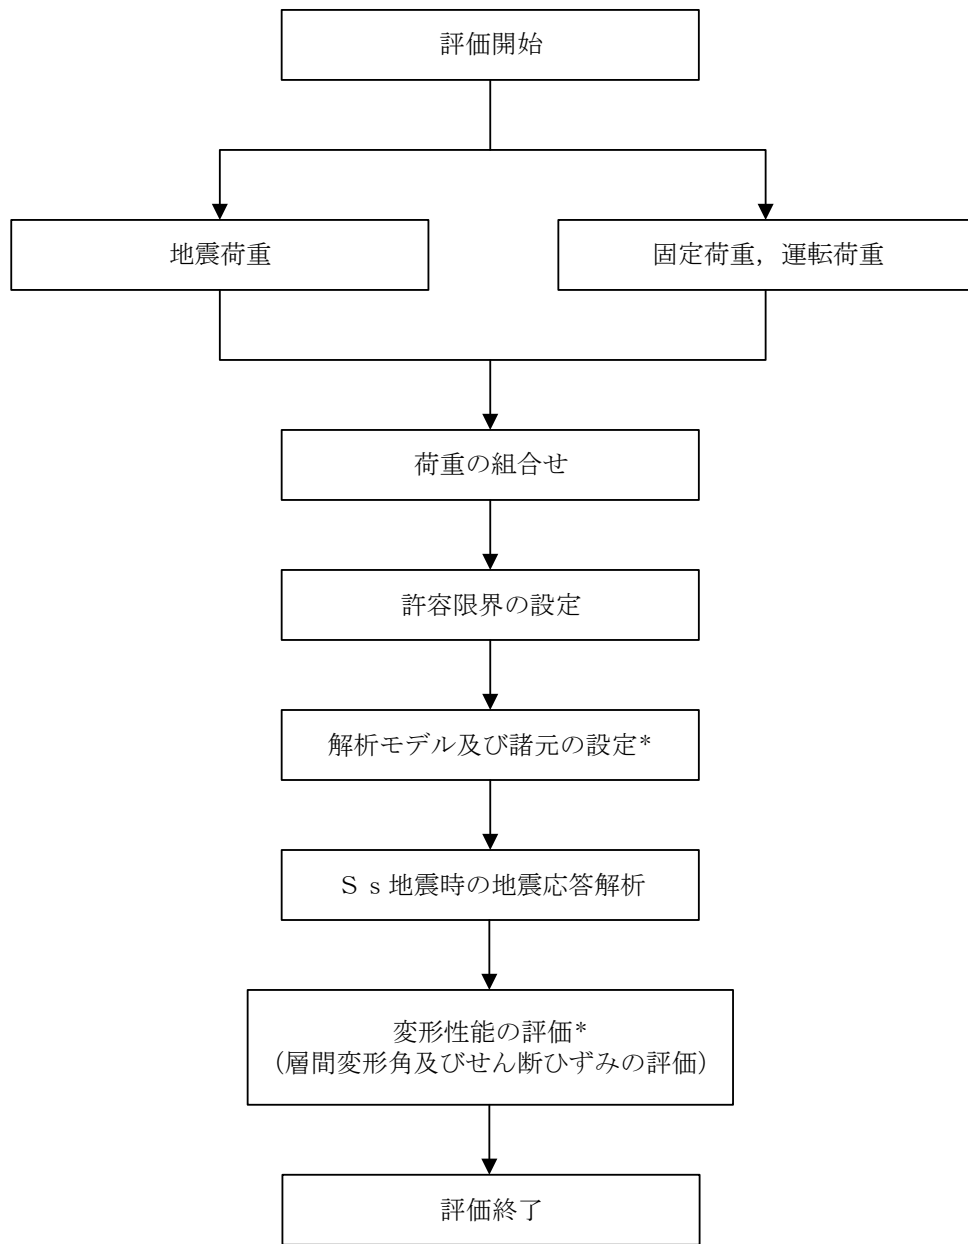 評価開始
地震荷重
固定荷重，運転荷重
荷重の組合せ
許容限界の設定
解析モデル及び諸元の設定*
Ｓｓ地震時の地震応答解析
変形性能の評価*
（層間変形角及びせん断ひずみの評価）
評価終了